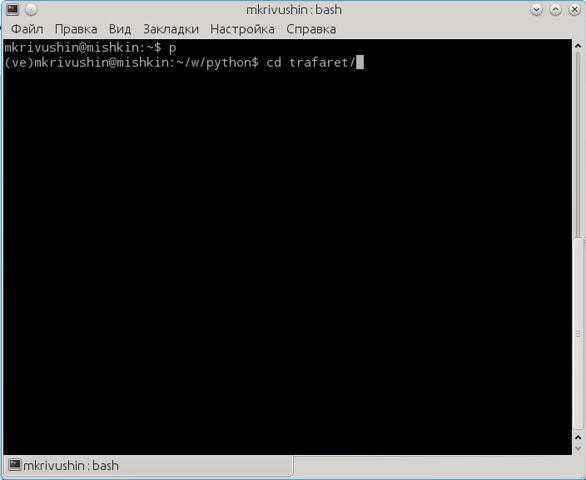 mkrivushin : bash
Файл Правка Вид Закладки Настройка Справка
mkrivushin@mishkin:~$ p
(ve)mkrivushin@mishkin:~/w/python$ cd trafaret/
mkrivushin : bash